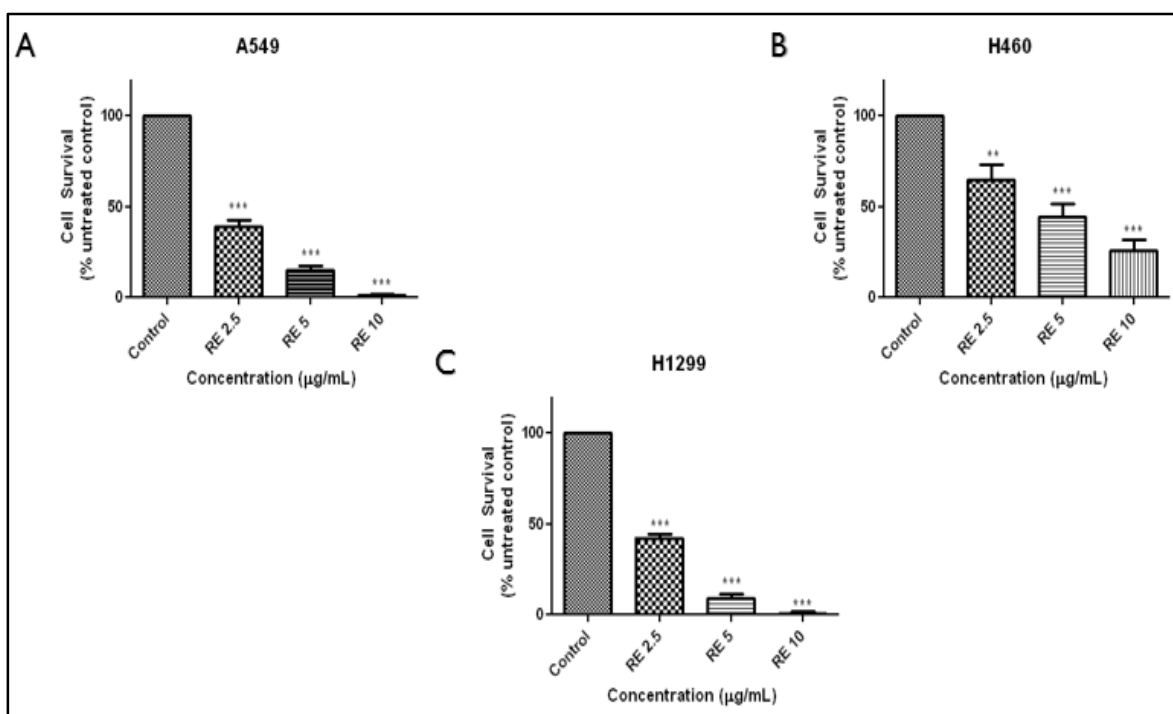 A
A549
Cell Survival
(% untreated control)
100
50
0
***
***
***
Control
RE 2.5
RE 5
RE 10
Concentration (µg/mL)
B
H460
Cell Survival
(% untreated control)
100
50
0
**
***
***
Control
RE 2.5
RE 5
RE 10
Concentration (µg/mL)
C
H1299
Cell Survival
(% untreated control)
100
50
0
***
***
***
Control
RE 2.5
RE 5
RE 10
Concentration (µg/mL)